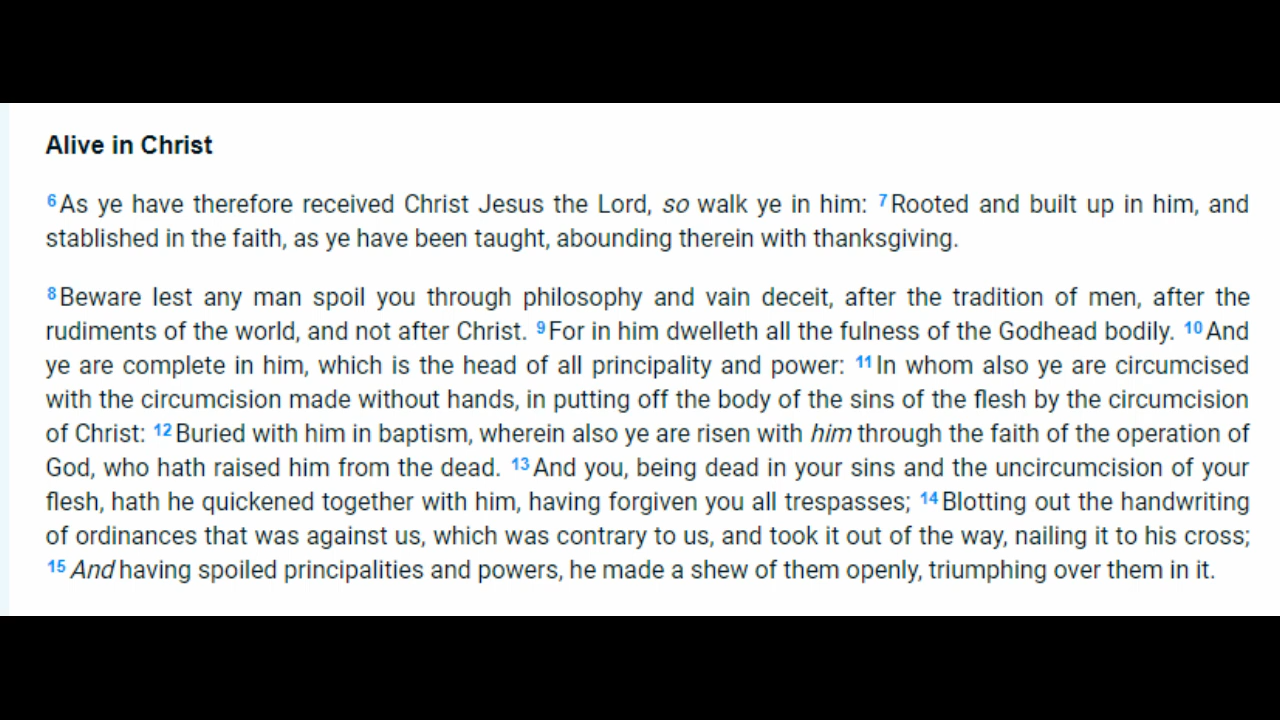 Alive in Christ
6 As ye have therefore received Christ Jesus the Lord, so walk ye in him: 7 Rooted and built up in him, and
stablished in the faith, as ye have been taught, abounding therein with thanksgiving.
8 Beware lest any man spoil you through philosophy and vain deceit, after the tradition of men, after the
rudiments of the world, and not after Christ. 9 For in him dwelleth all the fulness of the Godhead bodily. 10 And
ye are complete in him, which is the head of all principality and power: 11 In whom also ye are circumcised
with the circumcision made without hands, in putting off the body of the sins of the flesh by the circumcision
of Christ: 12 Buried with him in baptism, wherein also ye are risen with him through the faith of the operation of
God, who hath raised him from the dead. 13 And you, being dead in your sins and the uncircumcision of your
flesh, hath he quickened together with him, having forgiven you all trespasses; 14 Blotting out the handwriting
of ordinances that was against us, which was contrary to us, and took it out of the way, nailing it to his cross;
15 And having spoiled principalities and powers, he made a shew of them openly, triumphing over them in it.